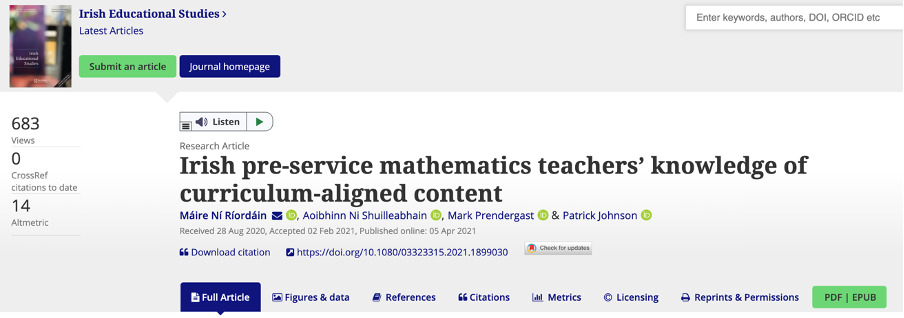 Irish Educational Studies >
Latest Articles
Enter keywords, authors, DOI, ORCID etc
Irish
Educational
Studies
Submit an article
Journal homepage
683
Views
0
CrossRef
citations to date
14
Altmetric
Listen
Research Article
Irish pre-service mathematics teachers’ knowledge of
curriculum-aligned content
Máire Ní Ríordáin iD, Aoibhinn Ni Shuilleabhain iD, Mark Prendergast iD & Patrick Johnson iD
Received 28 Aug 2020, Accepted 02 Feb 2021, Published online: 05 Apr 2021
Download citation https://doi.org/10.1080/03323315.2021.1899030 Check for updates
Full Article Figures & data References Citations Metrics Licensing Reprints & Permissions PDF | EPUB